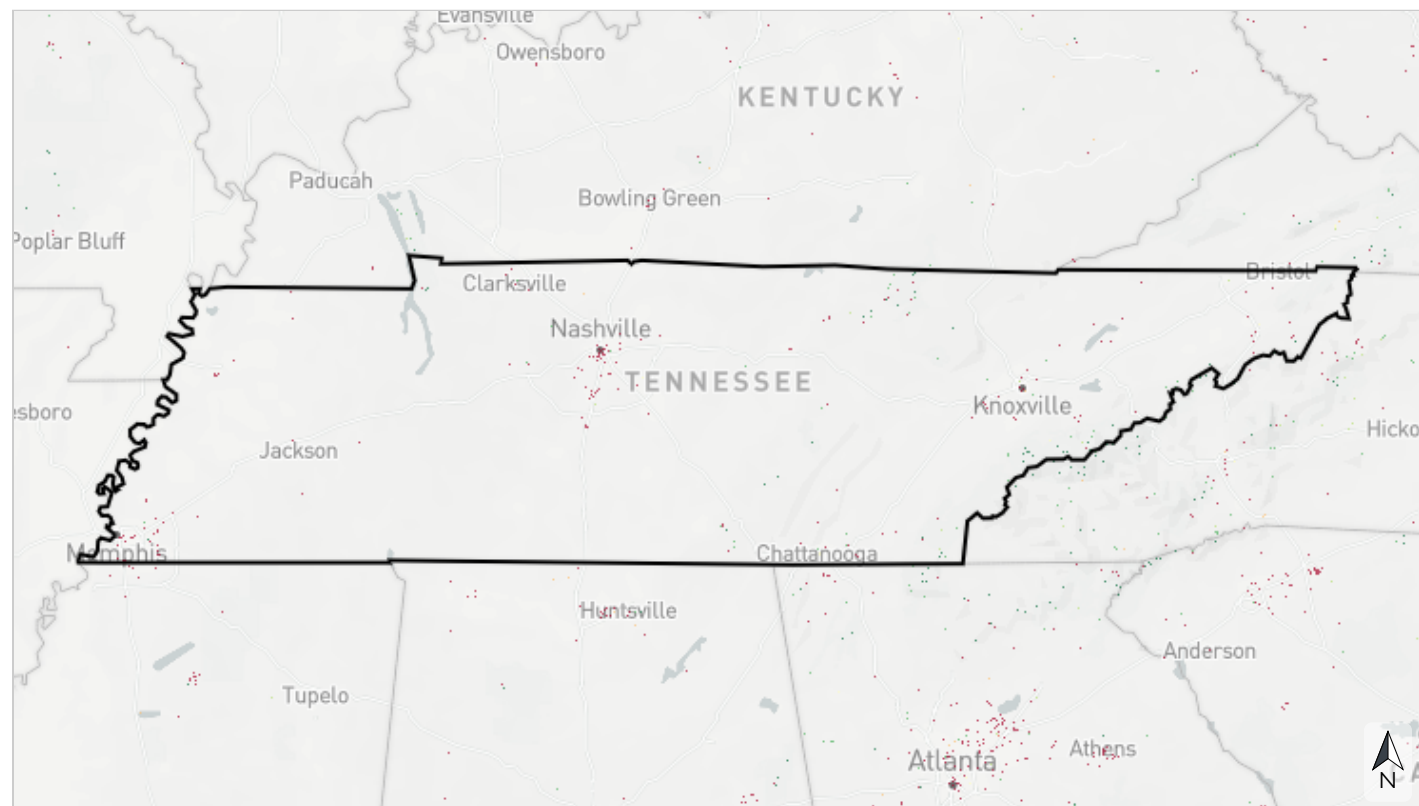 Evansville
Owensboro
KENTUCKY
Paducah
Bowling Green
Poplar Bluff
Clarksville
Bristol
Nashville
TENNESSEE
Knoxville
esboro
Hicko
Jackson
Memphis
Chattanooga
Huntsville
Anderson
Tupelo
Athens
Atlanta
N